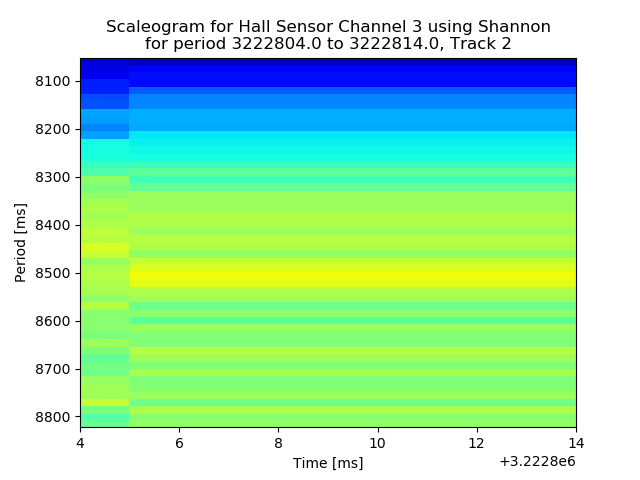 Scaleogram for Hall Sensor Channel 3 using Shannon
for period 3222804.0 to 3222814.0, Track 2
Period [ms]
8100
8200
8300
8400
8500
8600
8700
8800
4 6 8 10 12 14
Time [ms]
+3.2228e6